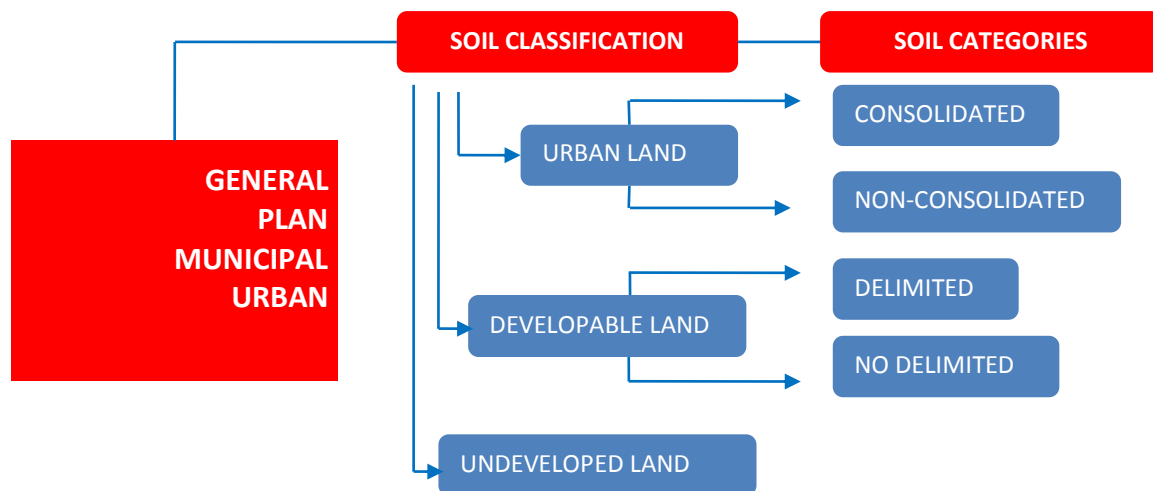 SOIL CLASSIFICATION
SOIL CATEGORIES
GENERAL
PLAN
MUNICIPAL
URBAN
URBAN LAND
CONSOLIDATED
NON-CONSOLIDATED
DEVELOPABLE LAND
DELIMITED
NO DELIMITED
UNDEVELOPED LAND